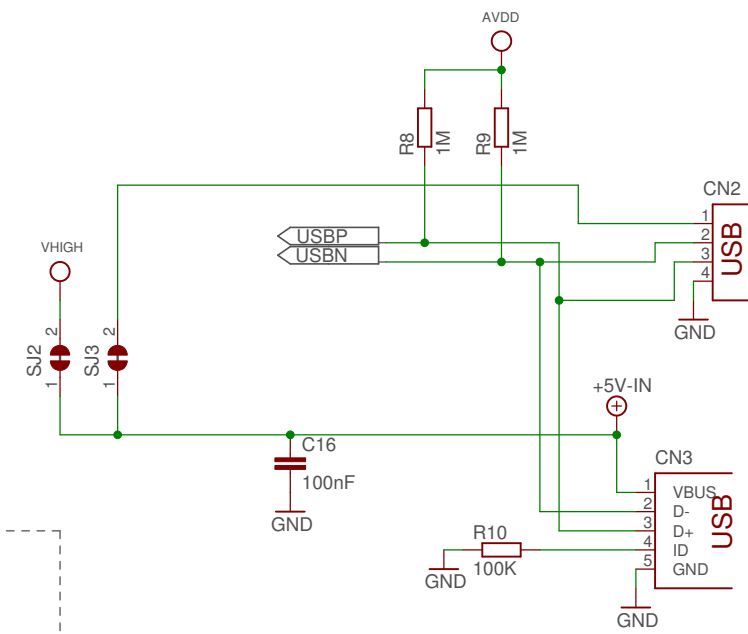 AVDD
R8
1M
R9
1M
CN2
1
2
3
4
USB
USBP
USBN
VHIGH
GND
SJ2
2
1
SJ3
2
1
+5V-IN
C16
100nF
GND
CN3
1
2
3
4
5
VBUS
D-
D+
ID
GND
USB
R10
100K
GND
GND